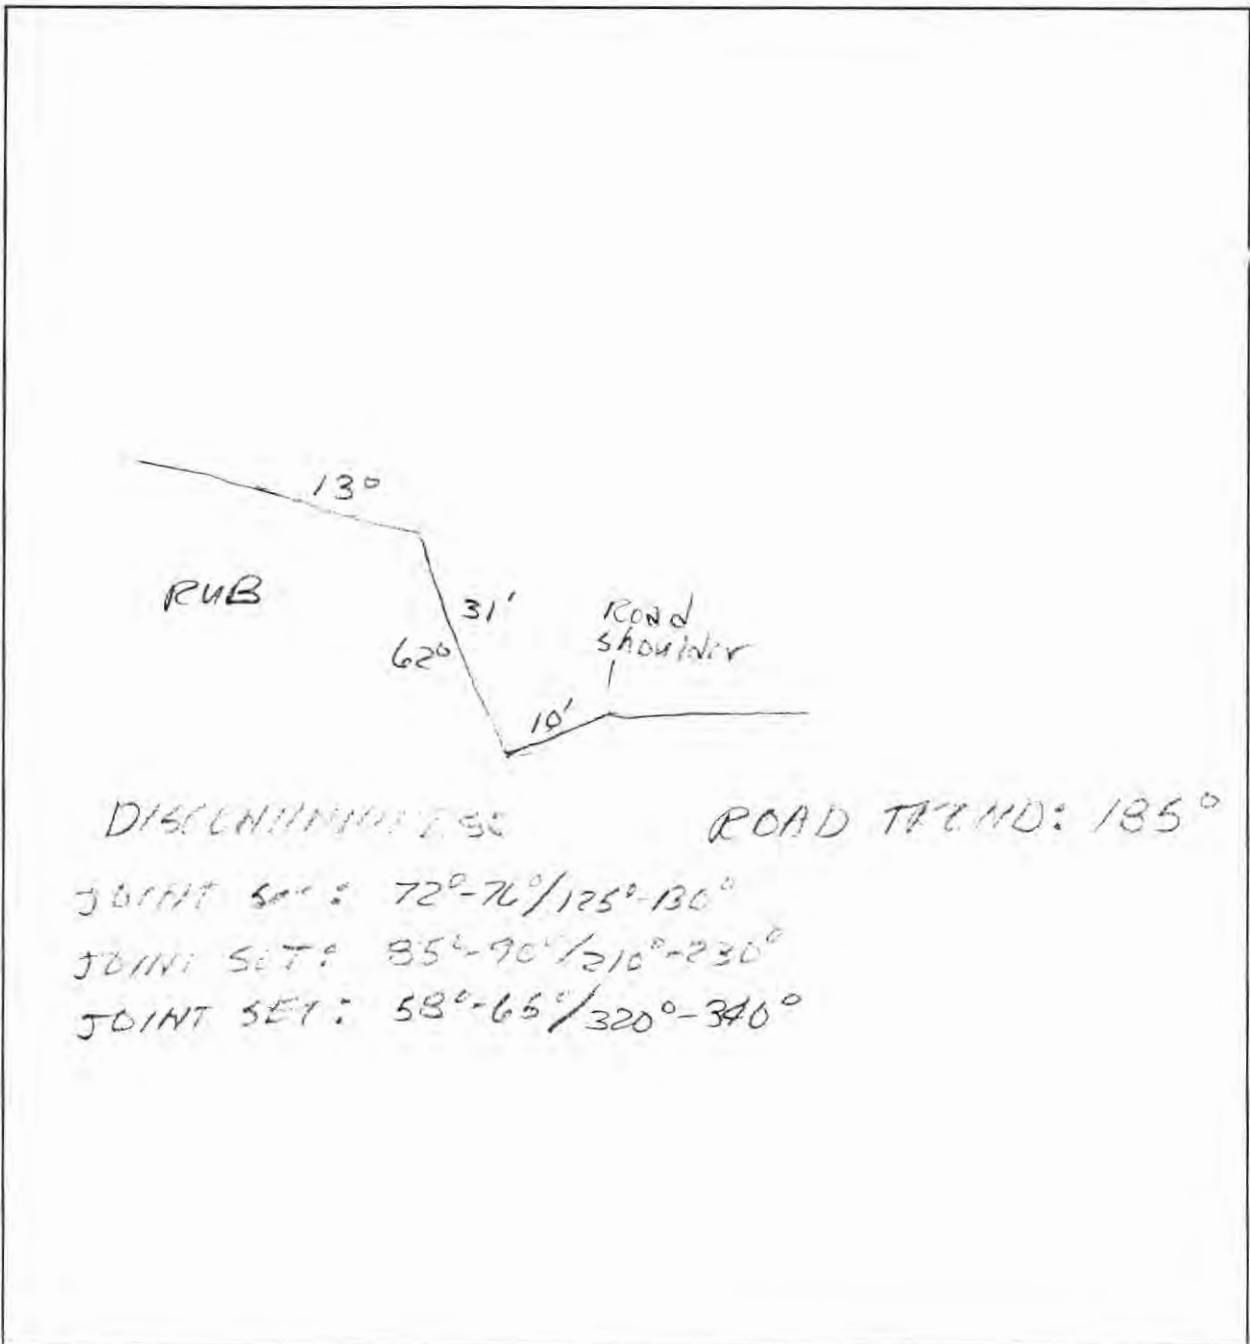 13°
RUB
31'
Road
shoulder
62°
10'
ROAD TREND: 185°
JOINT SET: 72°-76°/125°-130°
JOINT SET: 85°-90°/210°-230°
JOINT SET: 58°-65°/320°-340°